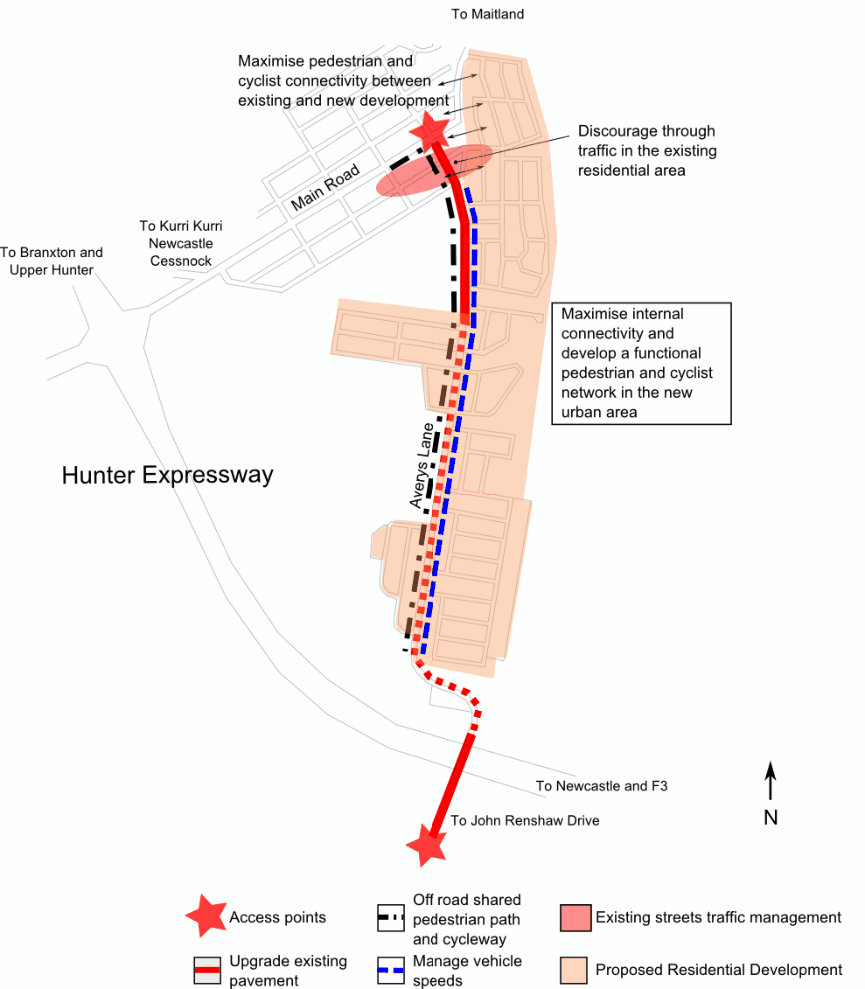 To Maitland
Maximise pedestrian and
cyclist connectivity between
existing and new development
Discourage through
traffic in the existing
residential area
Main Road
To Kurri Kurri
Newcastle
Cessnock
To Branxton and
Upper Hunter
Maximise internal
connectivity and
develop a functional
pedestrian and cyclist
network in the new
urban area
Averys Lane
Hunter Expressway
To Newcastle and F3
To John Renshaw Drive
N
Access points
Off road shared
pedestrian path
and cycleway
Existing streets traffic management
Upgrade existing
pavement
Manage vehicle
speeds
Proposed Residential Development